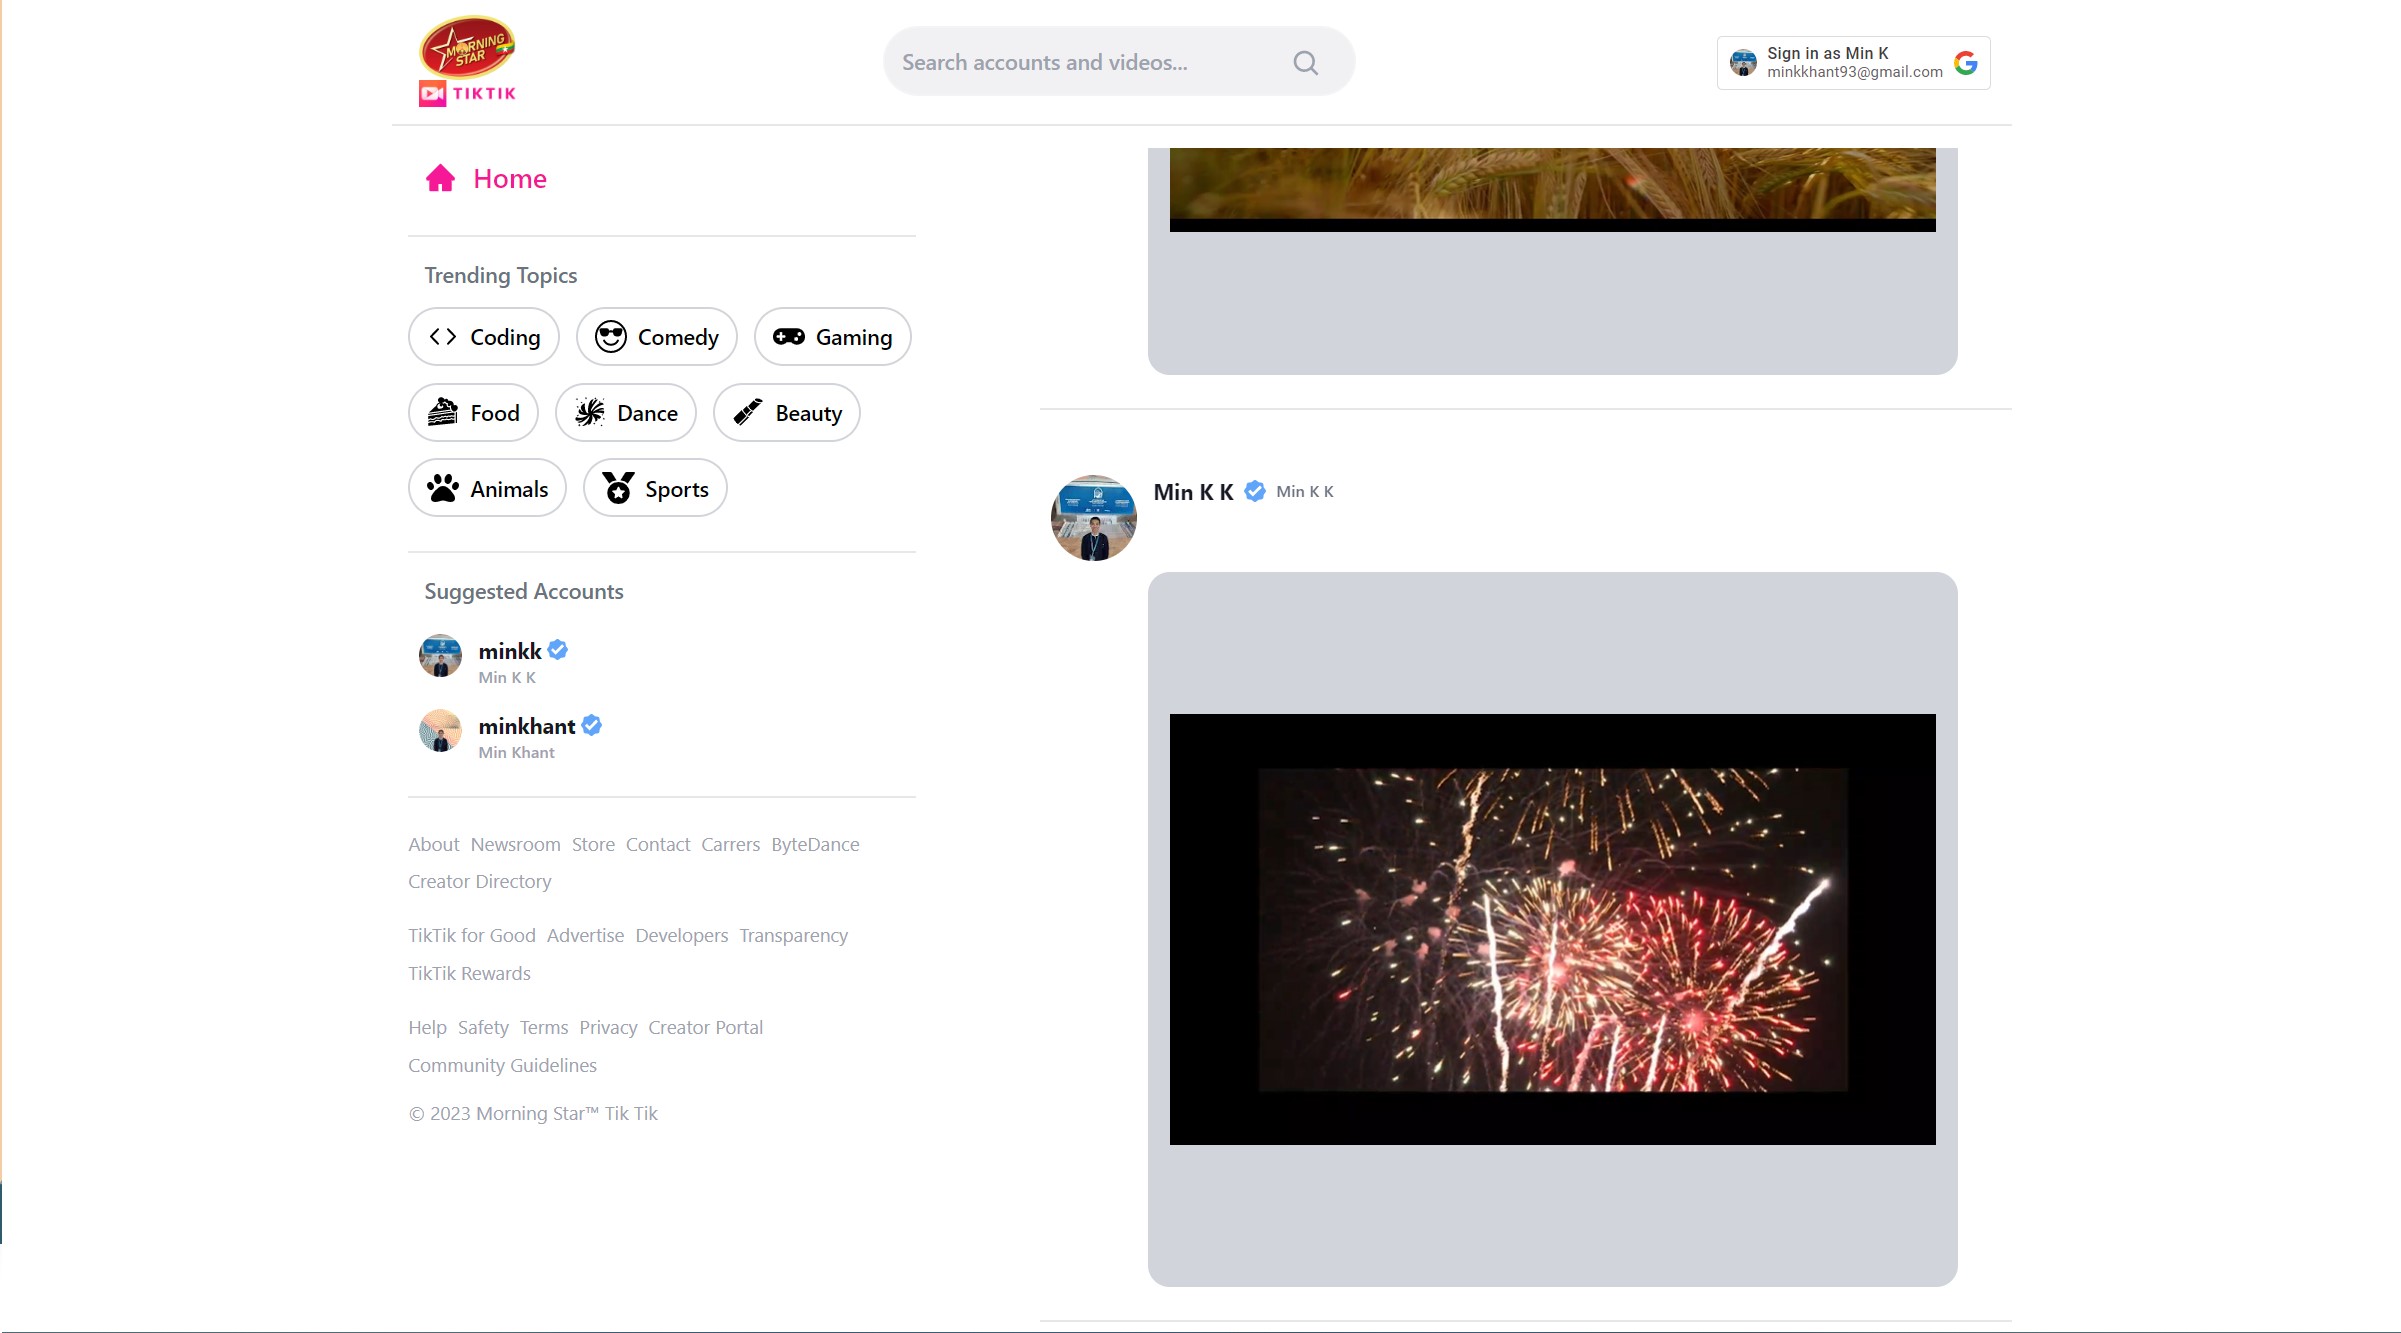 MORNING
STAR
TIKTIK
Search accounts and videos...
Sign in as Min K
minkkhant93@gmail.com
Home
Trending Topics
Coding Comedy Gaming
Food Dance Beauty
Animals Sports
Suggested Accounts
minkk
Min K K
minkhant
Min Khant
About Newsroom Store Contact Carrers ByteDance
Creator Directory
TikTik for Good Advertise Developers Transparency
TikTik Rewards
Help Safety Terms Privacy Creator Portal
Community Guidelines
© 2023 Morning Star™ Tik Tik
Min K K Min K K